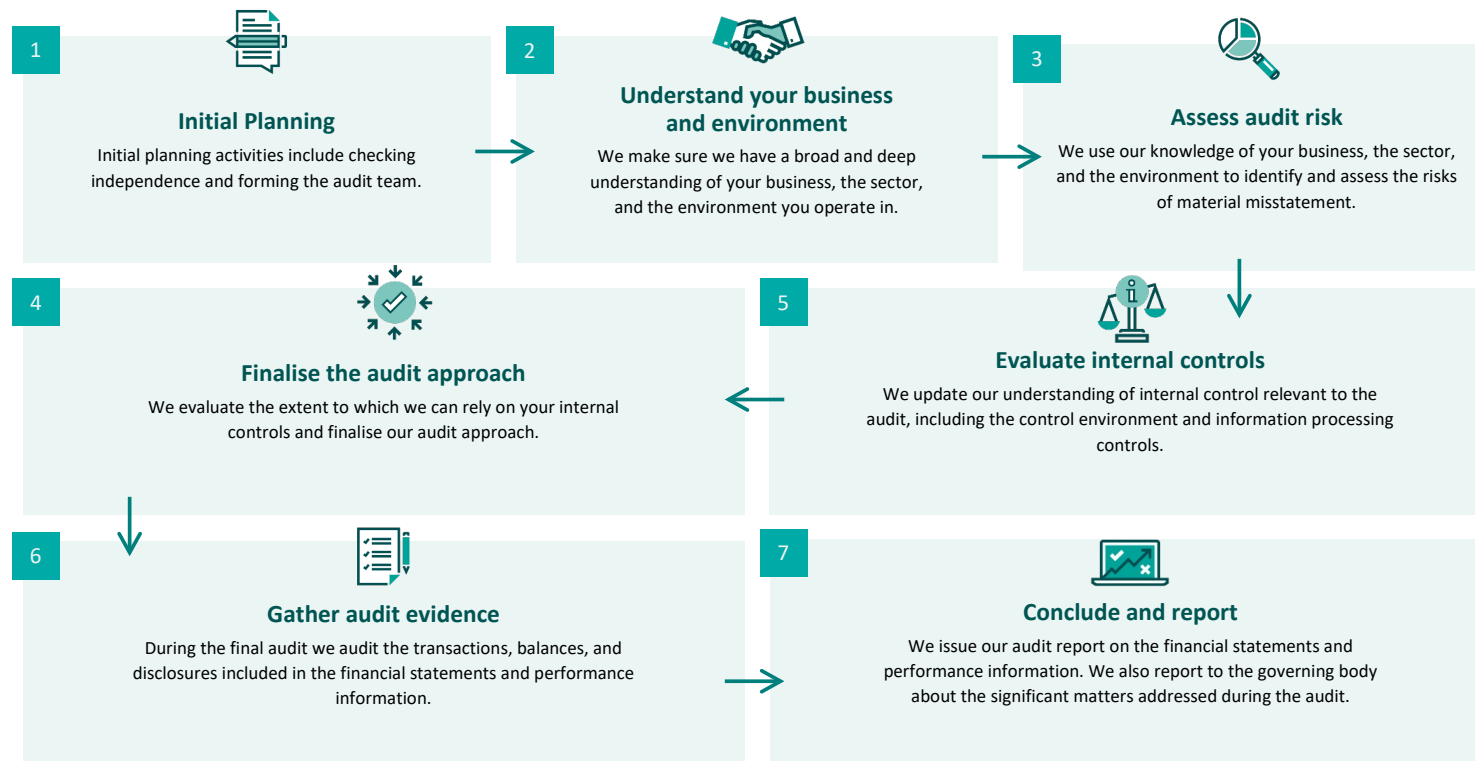 1
Initial Planning
Initial planning activities include checking
independence and forming the audit team.
2
Understand your business
and environment
We make sure we have a broad and deep
understanding of your business, the sector,
and the environment you operate in.
3
Assess audit risk
We use our knowledge of your business, the sector,
and the environment to identify and assess the risks
of material misstatement.
4
Finalise the audit approach
We evaluate the extent to which we can rely on your internal
controls and finalise our audit approach.
5
Evaluate internal controls
We update our understanding of internal control relevant to the
audit, including the control environment and information processing
controls.
6
Gather audit evidence
During the final audit we audit the transactions, balances, and
disclosures included in the financial statements and performance
information.
7
Conclude and report
We issue our audit report on the financial statements and
performance information. We also report to the governing body
about the significant matters addressed during the audit.